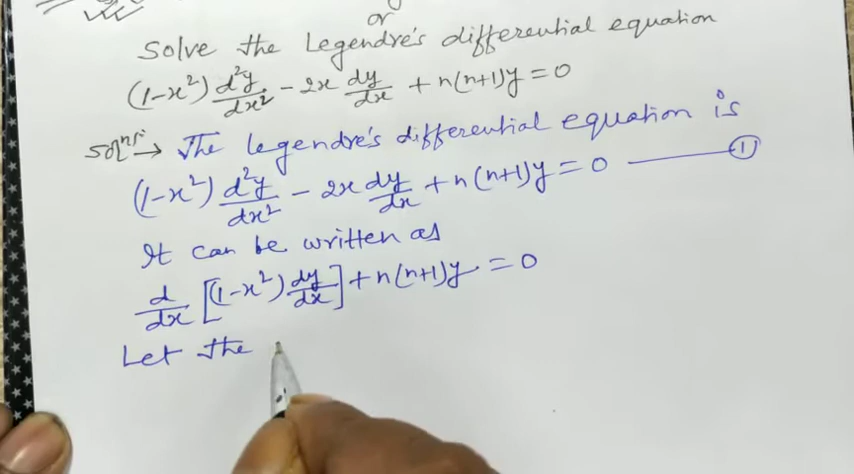 or
Solve the Legendre's differential equation
(1-x²) d²y/dx² - 2x dy/dx + n(n+1)y = 0
Solⁿ:→ The Legendre's differential equation is
(1-x²) d²y/dx² - 2x dy/dx + n(n+1)y = 0 —— ①
It can be written as
d/dx [(1-x²) dy/dx] + n(n+1)y = 0
Let the